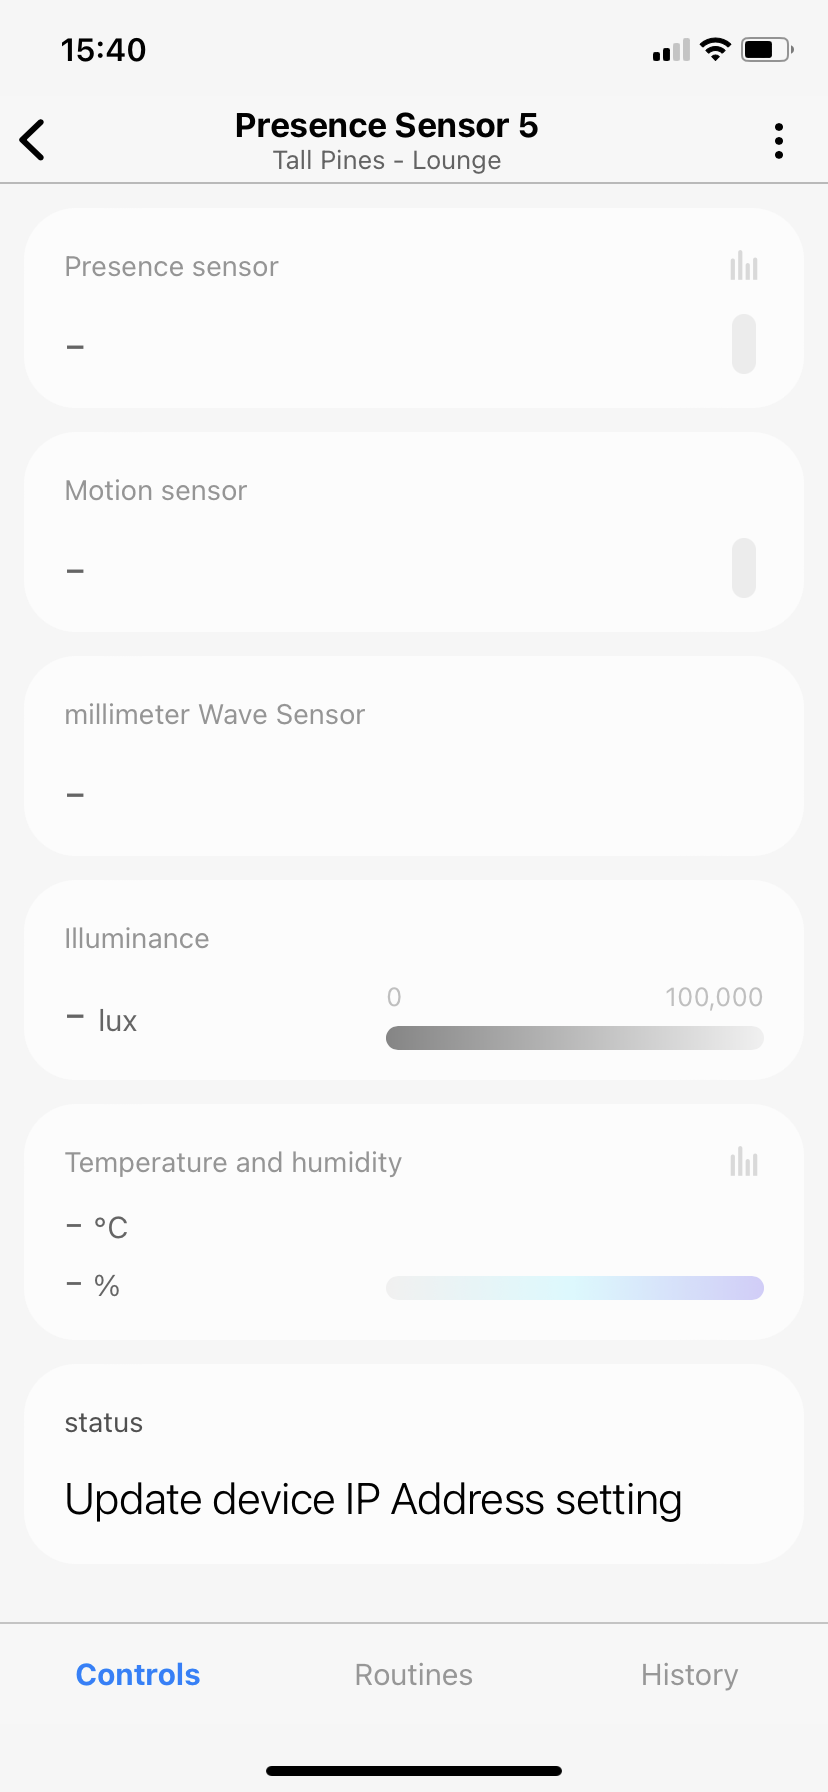 15:40
Presence Sensor 5
Tall Pines - Lounge
Presence sensor
–
Motion sensor
–
millimeter Wave Sensor
–
Illuminance
0 100,000
– lux
Temperature and humidity
– °C
– %
status
Update device IP Address setting
Controls Routines History